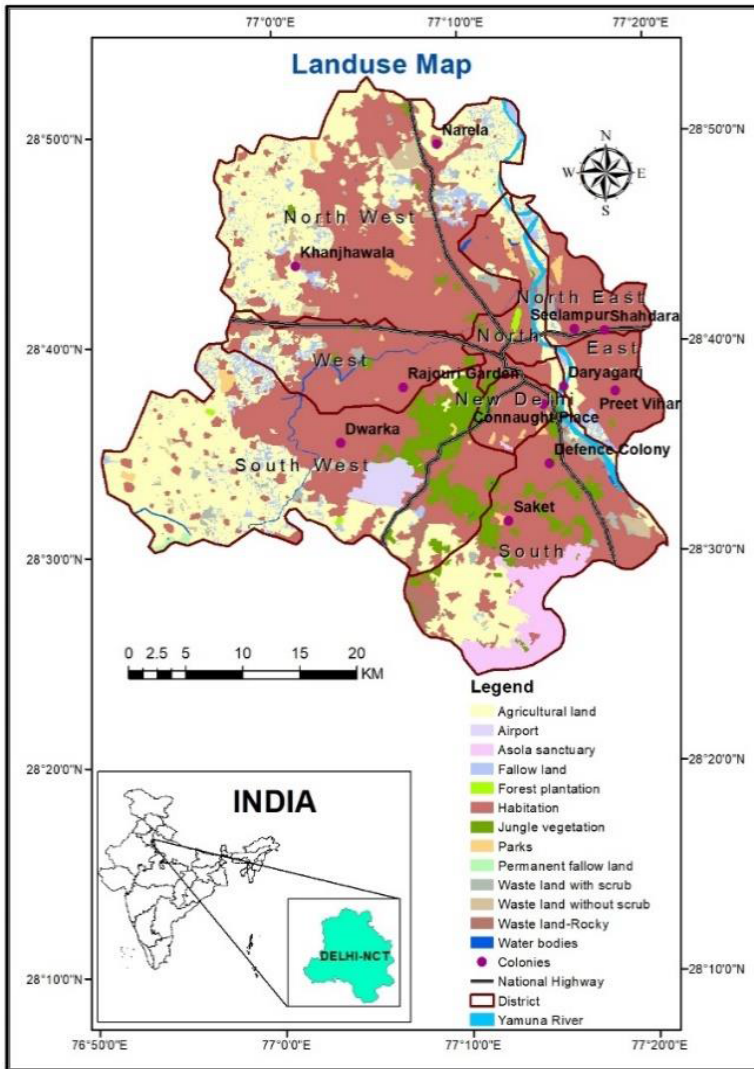 77°0'0"E 77°10'0"E 77°20'0"E
Landuse Map
28°50'0"N 28°50'0"N
Narela
N
W E
S
North West
Khanjhawala
North East
Seelampur Shahdara
North
28°40'0"N 28°40'0"N
East
West
Rajouri Garden
Daryaganj
New Delhi
Preet Vihar
Connaught Place
Dwarka
Defence Colony
South West
Saket
28°30'0"N 28°30'0"N
South
0 2.5 5 10 15 20
KM
Legend
Agricultural land
Airport
Asola sanctuary
28°20'0"N 28°20'0"N
Fallow land
Forest plantation
Habitation
Jungle vegetation
Parks
Permanent fallow land
Waste land with scrub
Waste land without scrub
Waste land-Rocky
Water bodies
Colonies
National Highway
District
Yamuna River
INDIA
DELHI-NCT
28°10'0"N 28°10'0"N
76°50'0"E 77°0'0"E 77°10'0"E 77°20'0"E